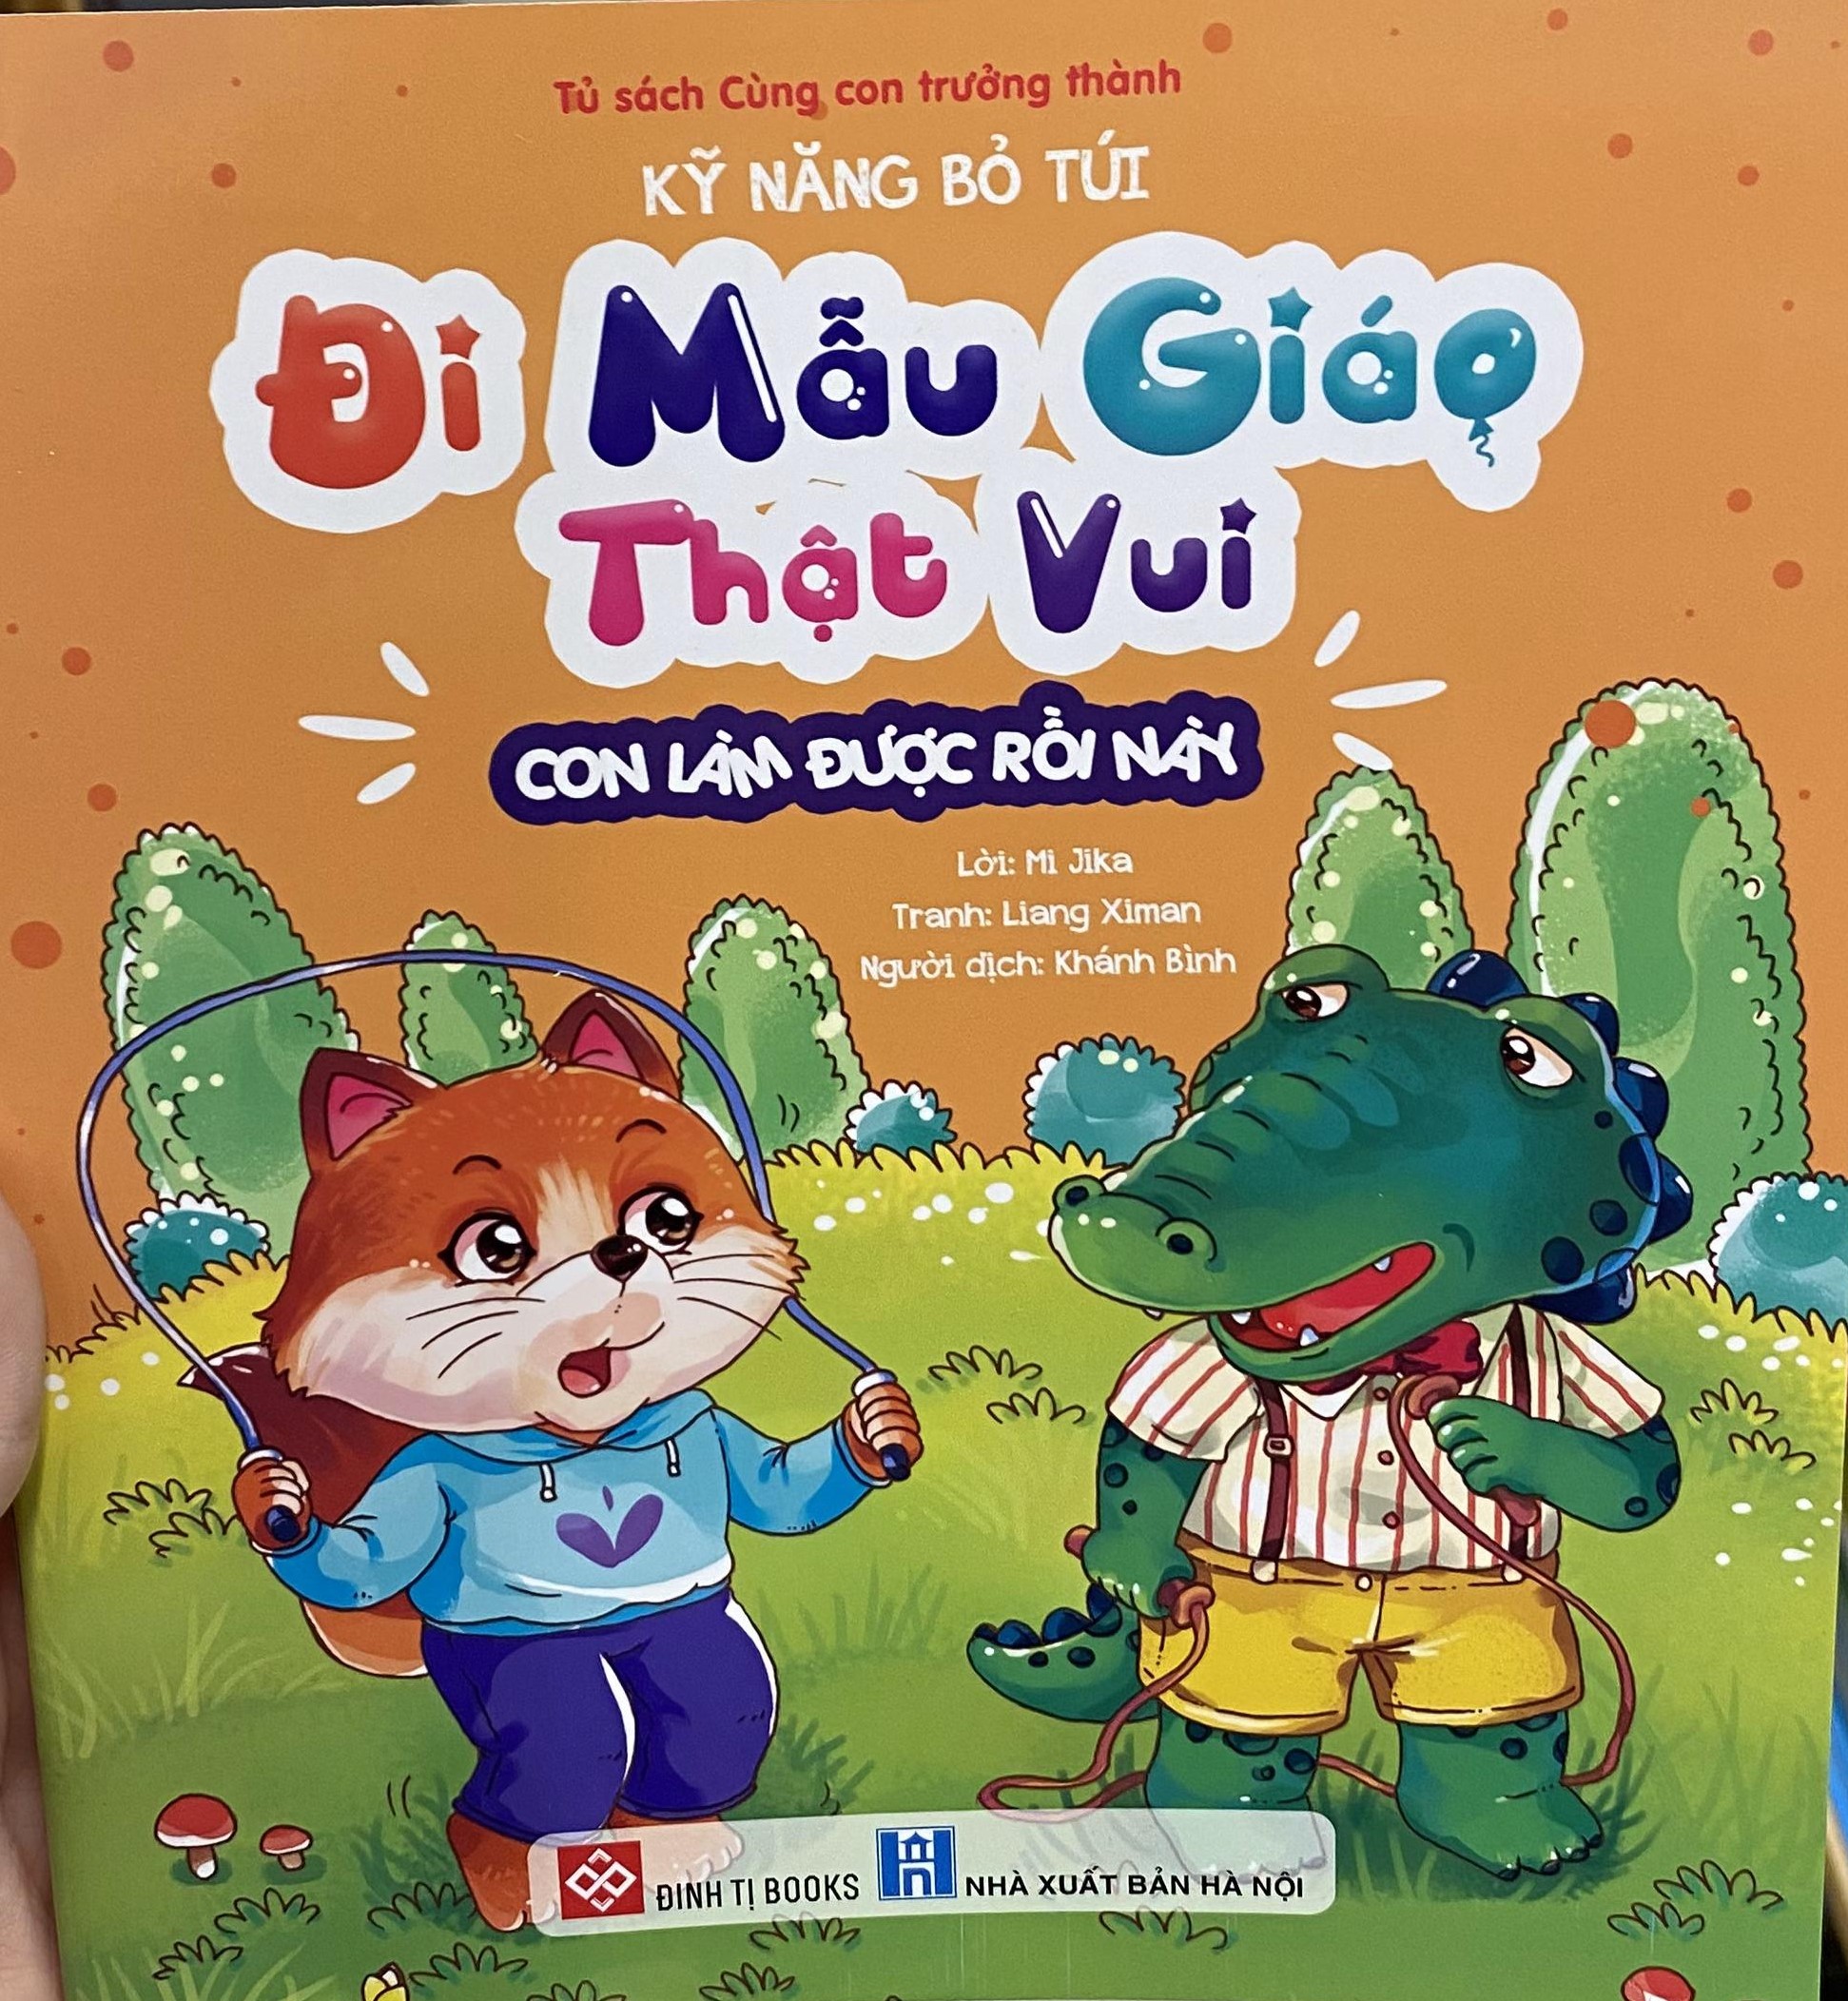 Tủ sách Cùng con trưởng thành
KỸ NĂNG BỎ TÚI
Đi Mẫu Giáo
Thật Vui
CON LÀM ĐƯỢC RỒI NÀY
Lời: Mi Jika
Tranh: Liang Ximan
Người dịch: Khánh Bình
ĐINH TỊ BOOKS NHÀ XUẤT BẢN HÀ NỘI